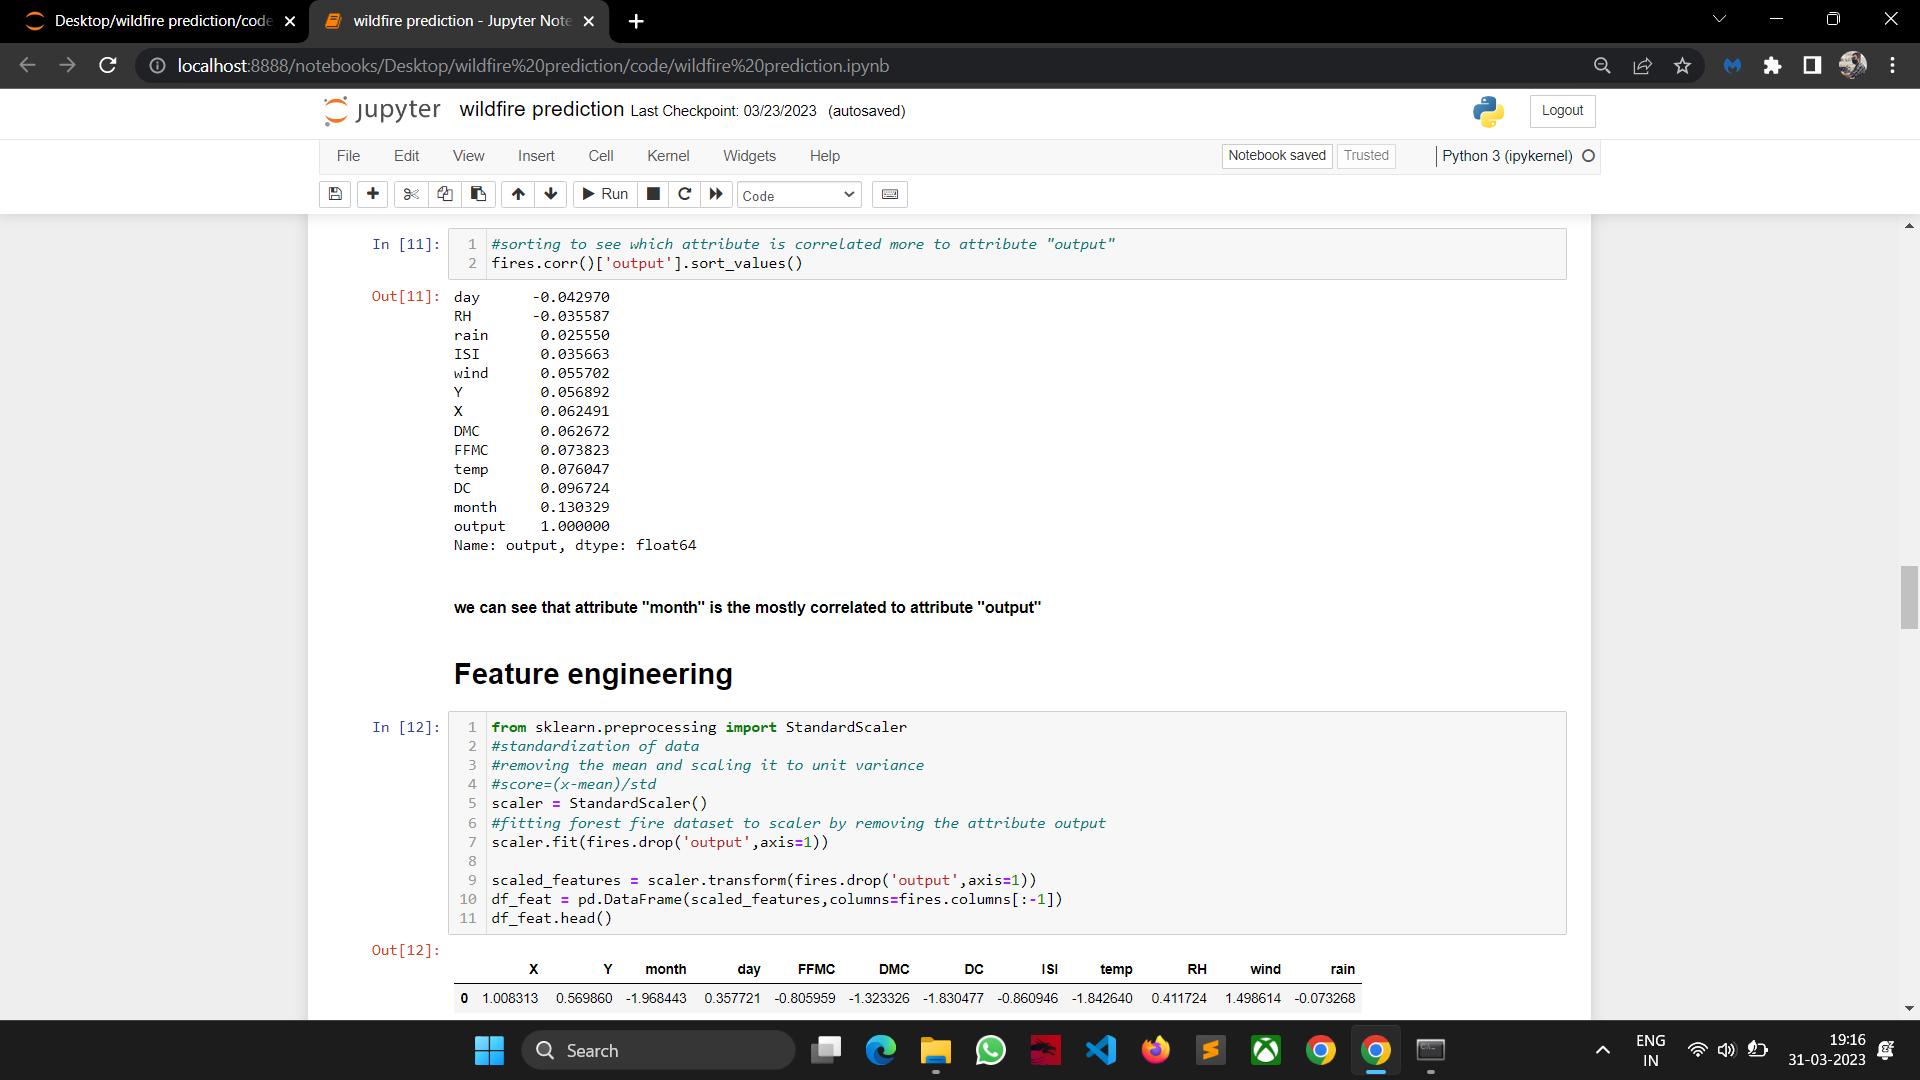 Desktop/wildfire prediction/code
wildfire prediction - Jupyter Note
localhost:8888/notebooks/Desktop/wildfire%20prediction/code/wildfire%20prediction.ipynb
jupyter wildfire prediction Last Checkpoint: 03/23/2023 (autosaved)
Logout
File Edit View Insert Cell Kernel Widgets Help
Notebook saved Trusted Python 3 (ipykernel)
Run Code
In [11]:
1 #sorting to see which attribute is correlated more to attribute "output"
2 fires.corr()['output'].sort_values()
Out[11]:
day -0.042970
RH -0.035587
rain 0.025550
ISI 0.035663
wind 0.055702
Y 0.056892
X 0.062491
DMC 0.062672
FFMC 0.073823
temp 0.076047
DC 0.096724
month 0.130329
output 1.000000
Name: output, dtype: float64
we can see that attribute "month" is the mostly correlated to attribute "output"
Feature engineering
In [12]:
1 from sklearn.preprocessing import StandardScaler
2 #standardization of data
3 #removing the mean and scaling it to unit variance
4 #score=(x-mean)/std
5 scaler = StandardScaler()
6 #fitting forest fire dataset to scaler by removing the attribute output
7 scaler.fit(fires.drop('output',axis=1))
8
9 scaled_features = scaler.transform(fires.drop('output',axis=1))
10 df_feat = pd.DataFrame(scaled_features,columns=fires.columns[:-1])
11 df_feat.head()
Out[12]:
X Y month day FFMC DMC DC ISI temp RH wind rain
0 1.008313 0.569860 -1.968443 0.357721 -0.805959 -1.323326 -1.830477 -0.860946 -1.842640 0.411724 1.498614 -0.073268
Search
ENG
IN
19:16
31-03-2023